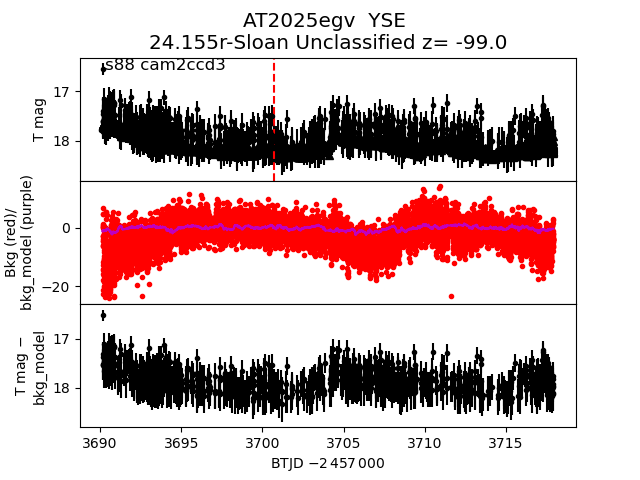 AT2025egv  YSE
24.155r-Sloan Unclassified z= -99.0
s88 cam2ccd3
T mag
17
18
Bkg (red)/
bkg_model (purple)
0
−20
T mag −
bkg_model
17
18
3690
3695
3700
3705
3710
3715
BTJD −2 457 000